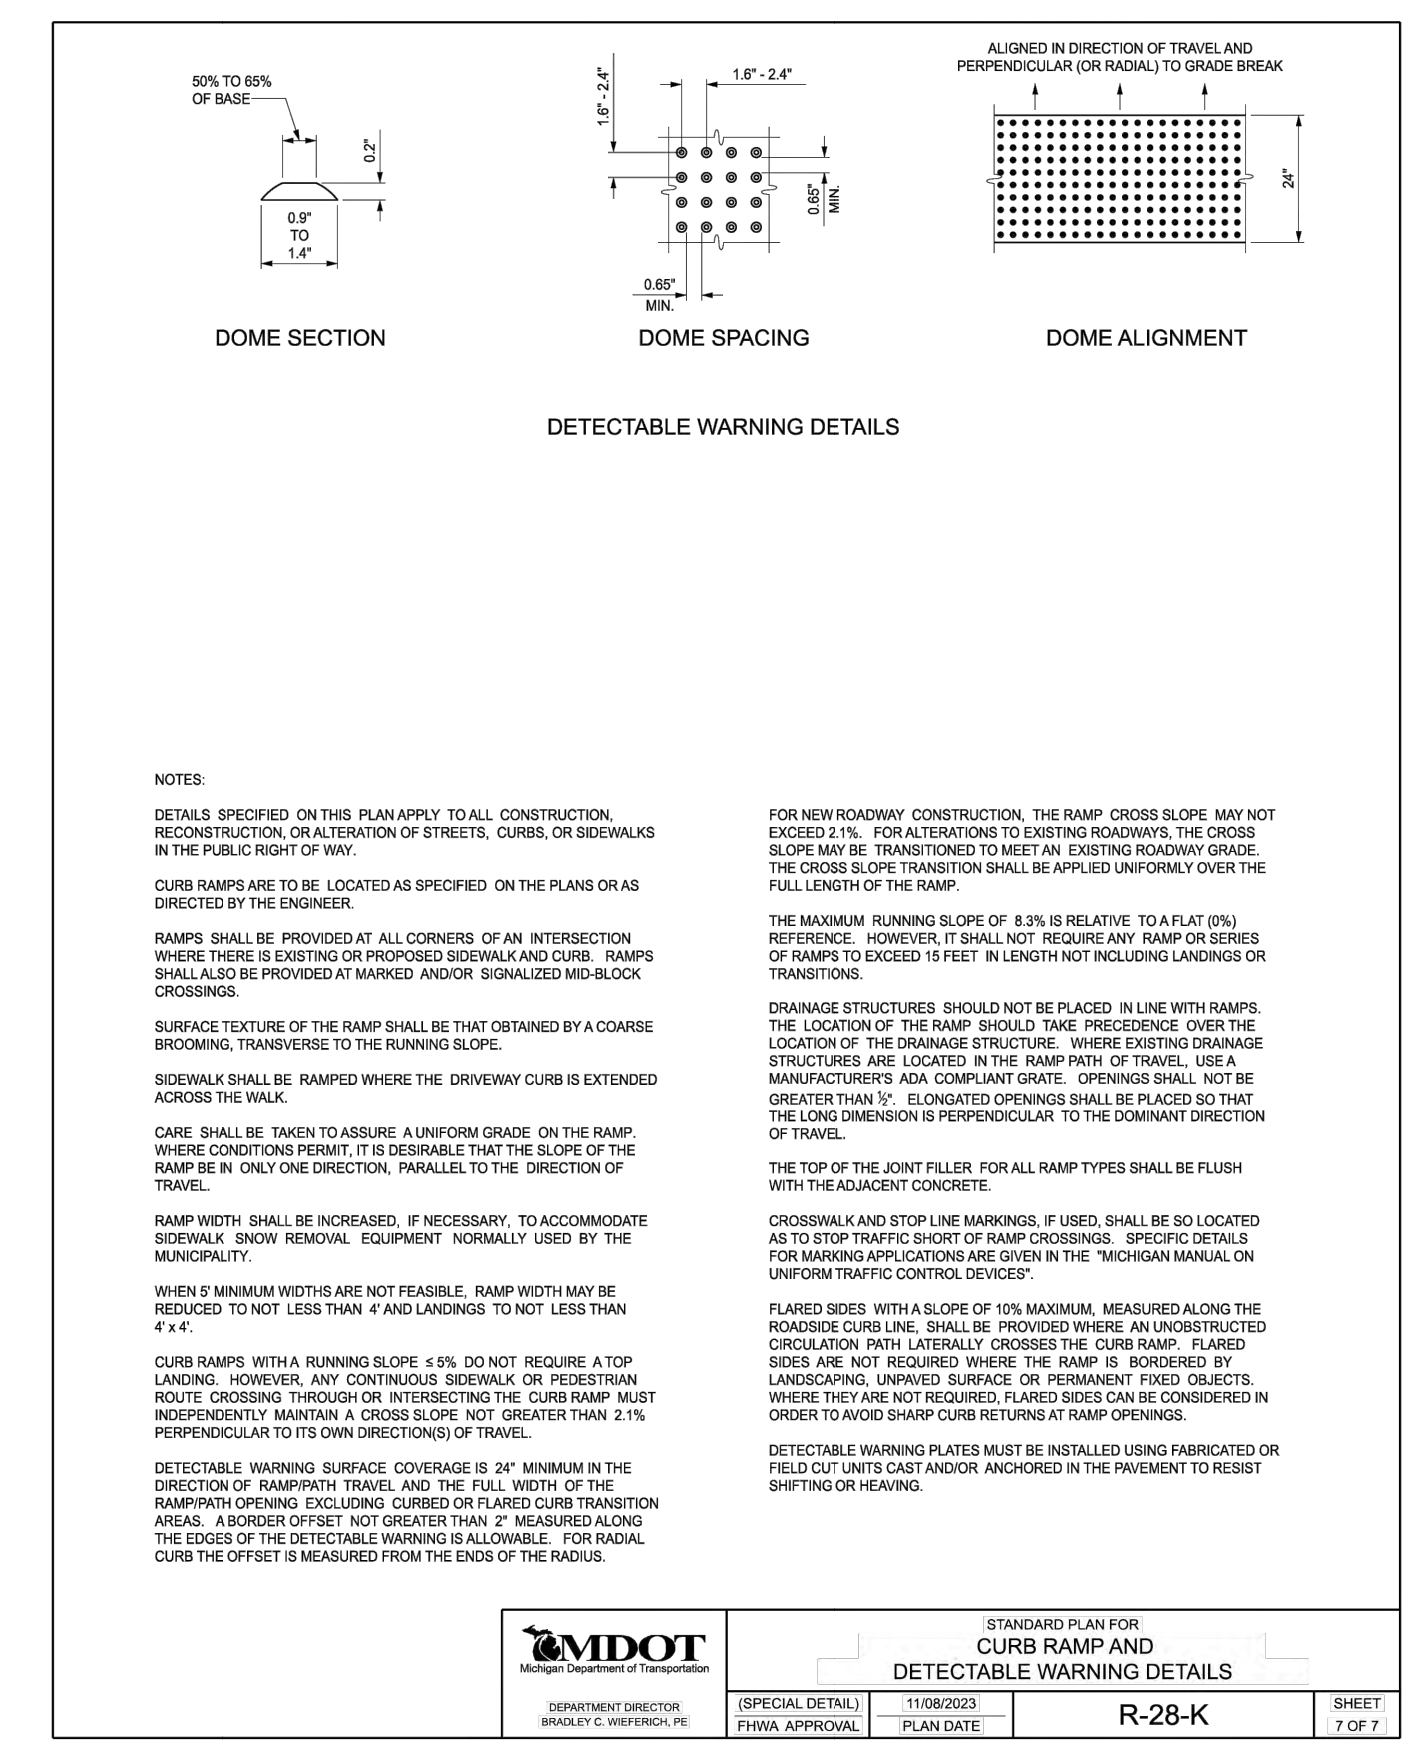 50% TO 65%
OF BASE
0.2"
0.9"
TO
1.4"
DOME SECTION
1.6" - 2.4"
1.6" - 2.4"
0.65"
MIN.
0.65"
MIN.
DOME SPACING
ALIGNED IN DIRECTION OF TRAVEL AND
PERPENDICULAR (OR RADIAL) TO GRADE BREAK
24"
DOME ALIGNMENT
DETECTABLE WARNING DETAILS
NOTES:
DETAILS SPECIFIED ON THIS PLAN APPLY TO ALL CONSTRUCTION,
RECONSTRUCTION, OR ALTERATION OF STREETS, CURBS, OR SIDEWALKS
IN THE PUBLIC RIGHT OF WAY.
CURB RAMPS ARE TO BE LOCATED AS SPECIFIED ON THE PLANS OR AS
DIRECTED BY THE ENGINEER.
RAMPS SHALL BE PROVIDED AT ALL CORNERS OF AN INTERSECTION
WHERE THERE IS EXISTING OR PROPOSED SIDEWALK AND CURB. RAMPS
SHALL ALSO BE PROVIDED AT MARKED AND/OR SIGNALIZED MID-BLOCK
CROSSINGS.
SURFACE TEXTURE OF THE RAMP SHALL BE THAT OBTAINED BY A COARSE
BROOMING, TRANSVERSE TO THE RUNNING SLOPE.
SIDEWALK SHALL BE RAMPED WHERE THE DRIVEWAY CURB IS EXTENDED
ACROSS THE WALK.
CARE SHALL BE TAKEN TO ASSURE A UNIFORM GRADE ON THE RAMP.
WHERE CONDITIONS PERMIT, IT IS DESIRABLE THAT THE SLOPE OF THE
RAMP BE IN ONLY ONE DIRECTION, PARALLEL TO THE DIRECTION OF
TRAVEL.
RAMP WIDTH SHALL BE INCREASED, IF NECESSARY, TO ACCOMMODATE
SIDEWALK SNOW REMOVAL EQUIPMENT NORMALLY USED BY THE
MUNICIPALITY.
WHEN 5' MINIMUM WIDTHS ARE NOT FEASIBLE, RAMP WIDTH MAY BE
REDUCED TO NOT LESS THAN 4' AND LANDINGS TO NOT LESS THAN
4' x 4'.
CURB RAMPS WITH A RUNNING SLOPE ≤ 5% DO NOT REQUIRE A TOP
LANDING. HOWEVER, ANY CONTINUOUS SIDEWALK OR PEDESTRIAN
ROUTE CROSSING THROUGH OR INTERSECTING THE CURB RAMP MUST
INDEPENDENTLY MAINTAIN A CROSS SLOPE NOT GREATER THAN 2.1%
PERPENDICULAR TO ITS OWN DIRECTION(S) OF TRAVEL.
DETECTABLE WARNING SURFACE COVERAGE IS 24" MINIMUM IN THE
DIRECTION OF RAMP/PATH TRAVEL AND THE FULL WIDTH OF THE
RAMP/PATH OPENING EXCLUDING CURBED OR FLARED CURB TRANSITION
AREAS. A BORDER OFFSET NOT GREATER THAN 2" MEASURED ALONG
THE EDGES OF THE DETECTABLE WARNING IS ALLOWABLE. FOR RADIAL
CURB THE OFFSET IS MEASURED FROM THE ENDS OF THE RADIUS.
FOR NEW ROADWAY CONSTRUCTION, THE RAMP CROSS SLOPE MAY NOT
EXCEED 2.1%. FOR ALTERATIONS TO EXISTING ROADWAYS, THE CROSS
SLOPE MAY BE TRANSITIONED TO MEET AN EXISTING ROADWAY GRADE.
THE CROSS SLOPE TRANSITION SHALL BE APPLIED UNIFORMLY OVER THE
FULL LENGTH OF THE RAMP.
THE MAXIMUM RUNNING SLOPE OF 8.3% IS RELATIVE TO A FLAT (0%)
REFERENCE. HOWEVER, IT SHALL NOT REQUIRE ANY RAMP OR SERIES
OF RAMPS TO EXCEED 15 FEET IN LENGTH NOT INCLUDING LANDINGS OR
TRANSITIONS.
DRAINAGE STRUCTURES SHOULD NOT BE PLACED IN LINE WITH RAMPS.
THE LOCATION OF THE RAMP SHOULD TAKE PRECEDENCE OVER THE
LOCATION OF THE DRAINAGE STRUCTURE. WHERE EXISTING DRAINAGE
STRUCTURES ARE LOCATED IN THE RAMP PATH OF TRAVEL, USE A
MANUFACTURER'S ADA COMPLIANT GRATE. OPENINGS SHALL NOT BE
GREATER THAN ½". ELONGATED OPENINGS SHALL BE PLACED SO THAT
THE LONG DIMENSION IS PERPENDICULAR TO THE DOMINANT DIRECTION
OF TRAVEL.
THE TOP OF THE JOINT FILLER FOR ALL RAMP TYPES SHALL BE FLUSH
WITH THE ADJACENT CONCRETE.
CROSSWALK AND STOP LINE MARKINGS, IF USED, SHALL BE SO LOCATED
AS TO STOP TRAFFIC SHORT OF RAMP CROSSINGS. SPECIFIC DETAILS
FOR MARKING APPLICATIONS ARE GIVEN IN THE "MICHIGAN MANUAL ON
UNIFORM TRAFFIC CONTROL DEVICES".
FLARED SIDES WITH A SLOPE OF 10% MAXIMUM, MEASURED ALONG THE
ROADSIDE CURB LINE, SHALL BE PROVIDED WHERE AN UNOBSTRUCTED
CIRCULATION PATH LATERALLY CROSSES THE CURB RAMP. FLARED
SIDES ARE NOT REQUIRED WHERE THE RAMP IS BORDERED BY
LANDSCAPING, UNPAVED SURFACE OR PERMANENT FIXED OBJECTS.
WHERE THEY ARE NOT REQUIRED, FLARED SIDES CAN BE CONSIDERED IN
ORDER TO AVOID SHARP CURB RETURNS AT RAMP OPENINGS.
DETECTABLE WARNING PLATES MUST BE INSTALLED USING FABRICATED OR
FIELD CUT UNITS CAST AND/OR ANCHORED IN THE PAVEMENT TO RESIST
SHIFTING OR HEAVING.
MDOT
Michigan Department of Transportation
DEPARTMENT DIRECTOR
BRADLEY C. WIEFERICH, PE
STANDARD PLAN FOR
CURB RAMP AND
DETECTABLE WARNING DETAILS
(SPECIAL DETAIL)
FHWA APPROVAL
11/08/2023
PLAN DATE
R-28-K
SHEET
7 OF 7